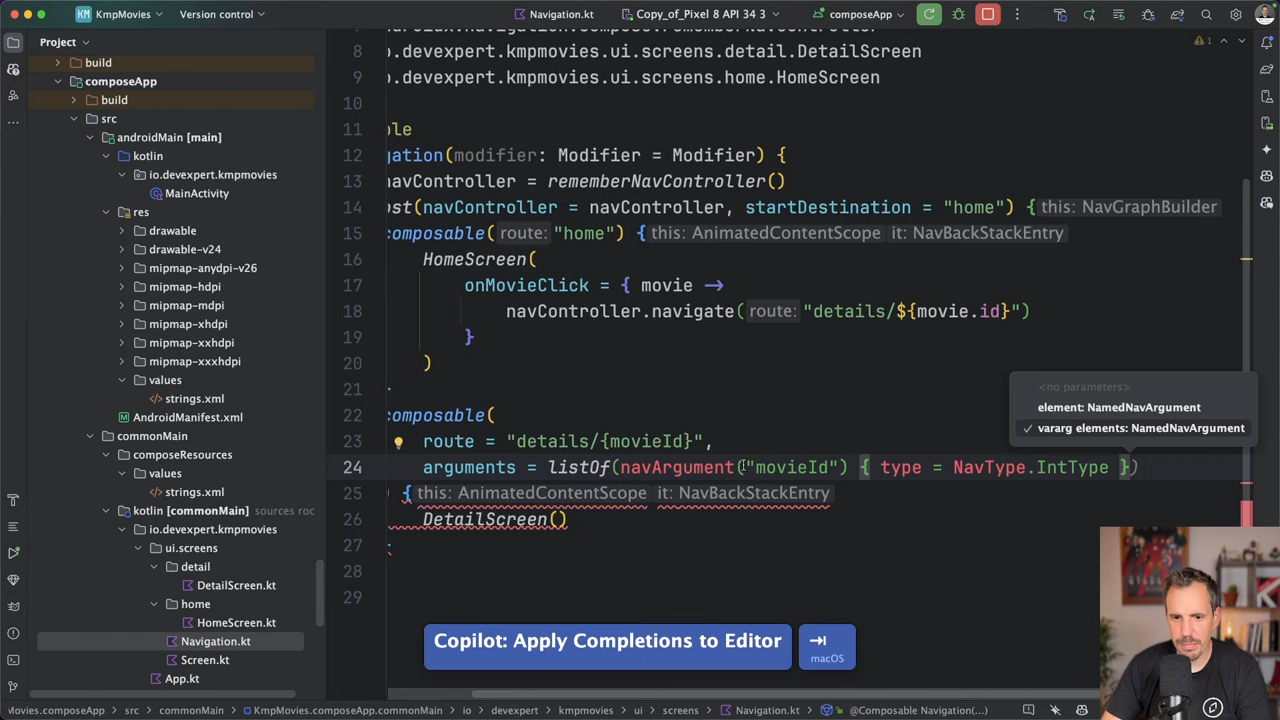 KmpMovies
Version control
Navigation.kt
Copy_of_Pixel 8 API 34 3
composeApp
Project
build
composeApp
build
src
androidMain [main]
kotlin
io.devexpert.kmpmovies
MainActivity
res
drawable
drawable-v24
mipmap-anydpi-v26
mipmap-hdpi
mipmap-mdpi
mipmap-xhdpi
mipmap-xxhdpi
mipmap-xxxhdpi
values
strings.xml
AndroidManifest.xml
commonMain
composeResources
values
strings.xml
kotlin [commonMain] sources roo
io.devexpert.kmpmovies
ui.screens
detail
DetailScreen.kt
home
HomeScreen.kt
Navigation.kt
Screen.kt
App.kt
1
8 o.devexpert.kmpmovies.ui.screens.detail.DetailScreen
9 o.devexpert.kmpmovies.ui.screens.home.HomeScreen
10
11 ble
12 gation(modifier: Modifier = Modifier) {
13 navController = rememberNavController()
14 ost(navController = navController, startDestination = "home") { this: NavGraphBuilder
15 composable( route: "home") { this: AnimatedContentScope it: NavBackStackEntry
16 HomeScreen(
17 onMovieClick = { movie ->
18 navController.navigate( route: "details/${movie.id}")
19 }
20 )
21
22 composable(
23 route = "details/{movieId}",
24 arguments = listOf(navArgument("movieId") { type = NavType.IntType })
25 { this: AnimatedContentScope it: NavBackStackEntry
26 DetailScreen()
27
28
29
<no parameters>
element: NamedNavArgument
✓ vararg elements: NamedNavArgument
Copilot: Apply Completions to Editor
macOS
Movies.composeApp > src > commonMain > io > devexpert > kmpmovies > ui > screens > Navigation.kt > @Composable Navigation(...)